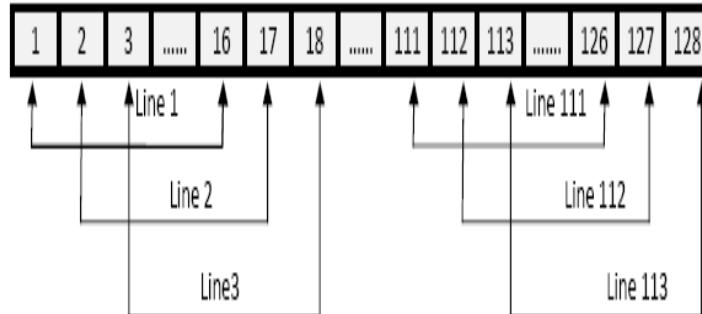 1 2 3 ...... 16 17 18 ...... 111 112 113 ....... 126 127 128
Line 1 Line 111
Line 2 Line 112
Line3 Line 113